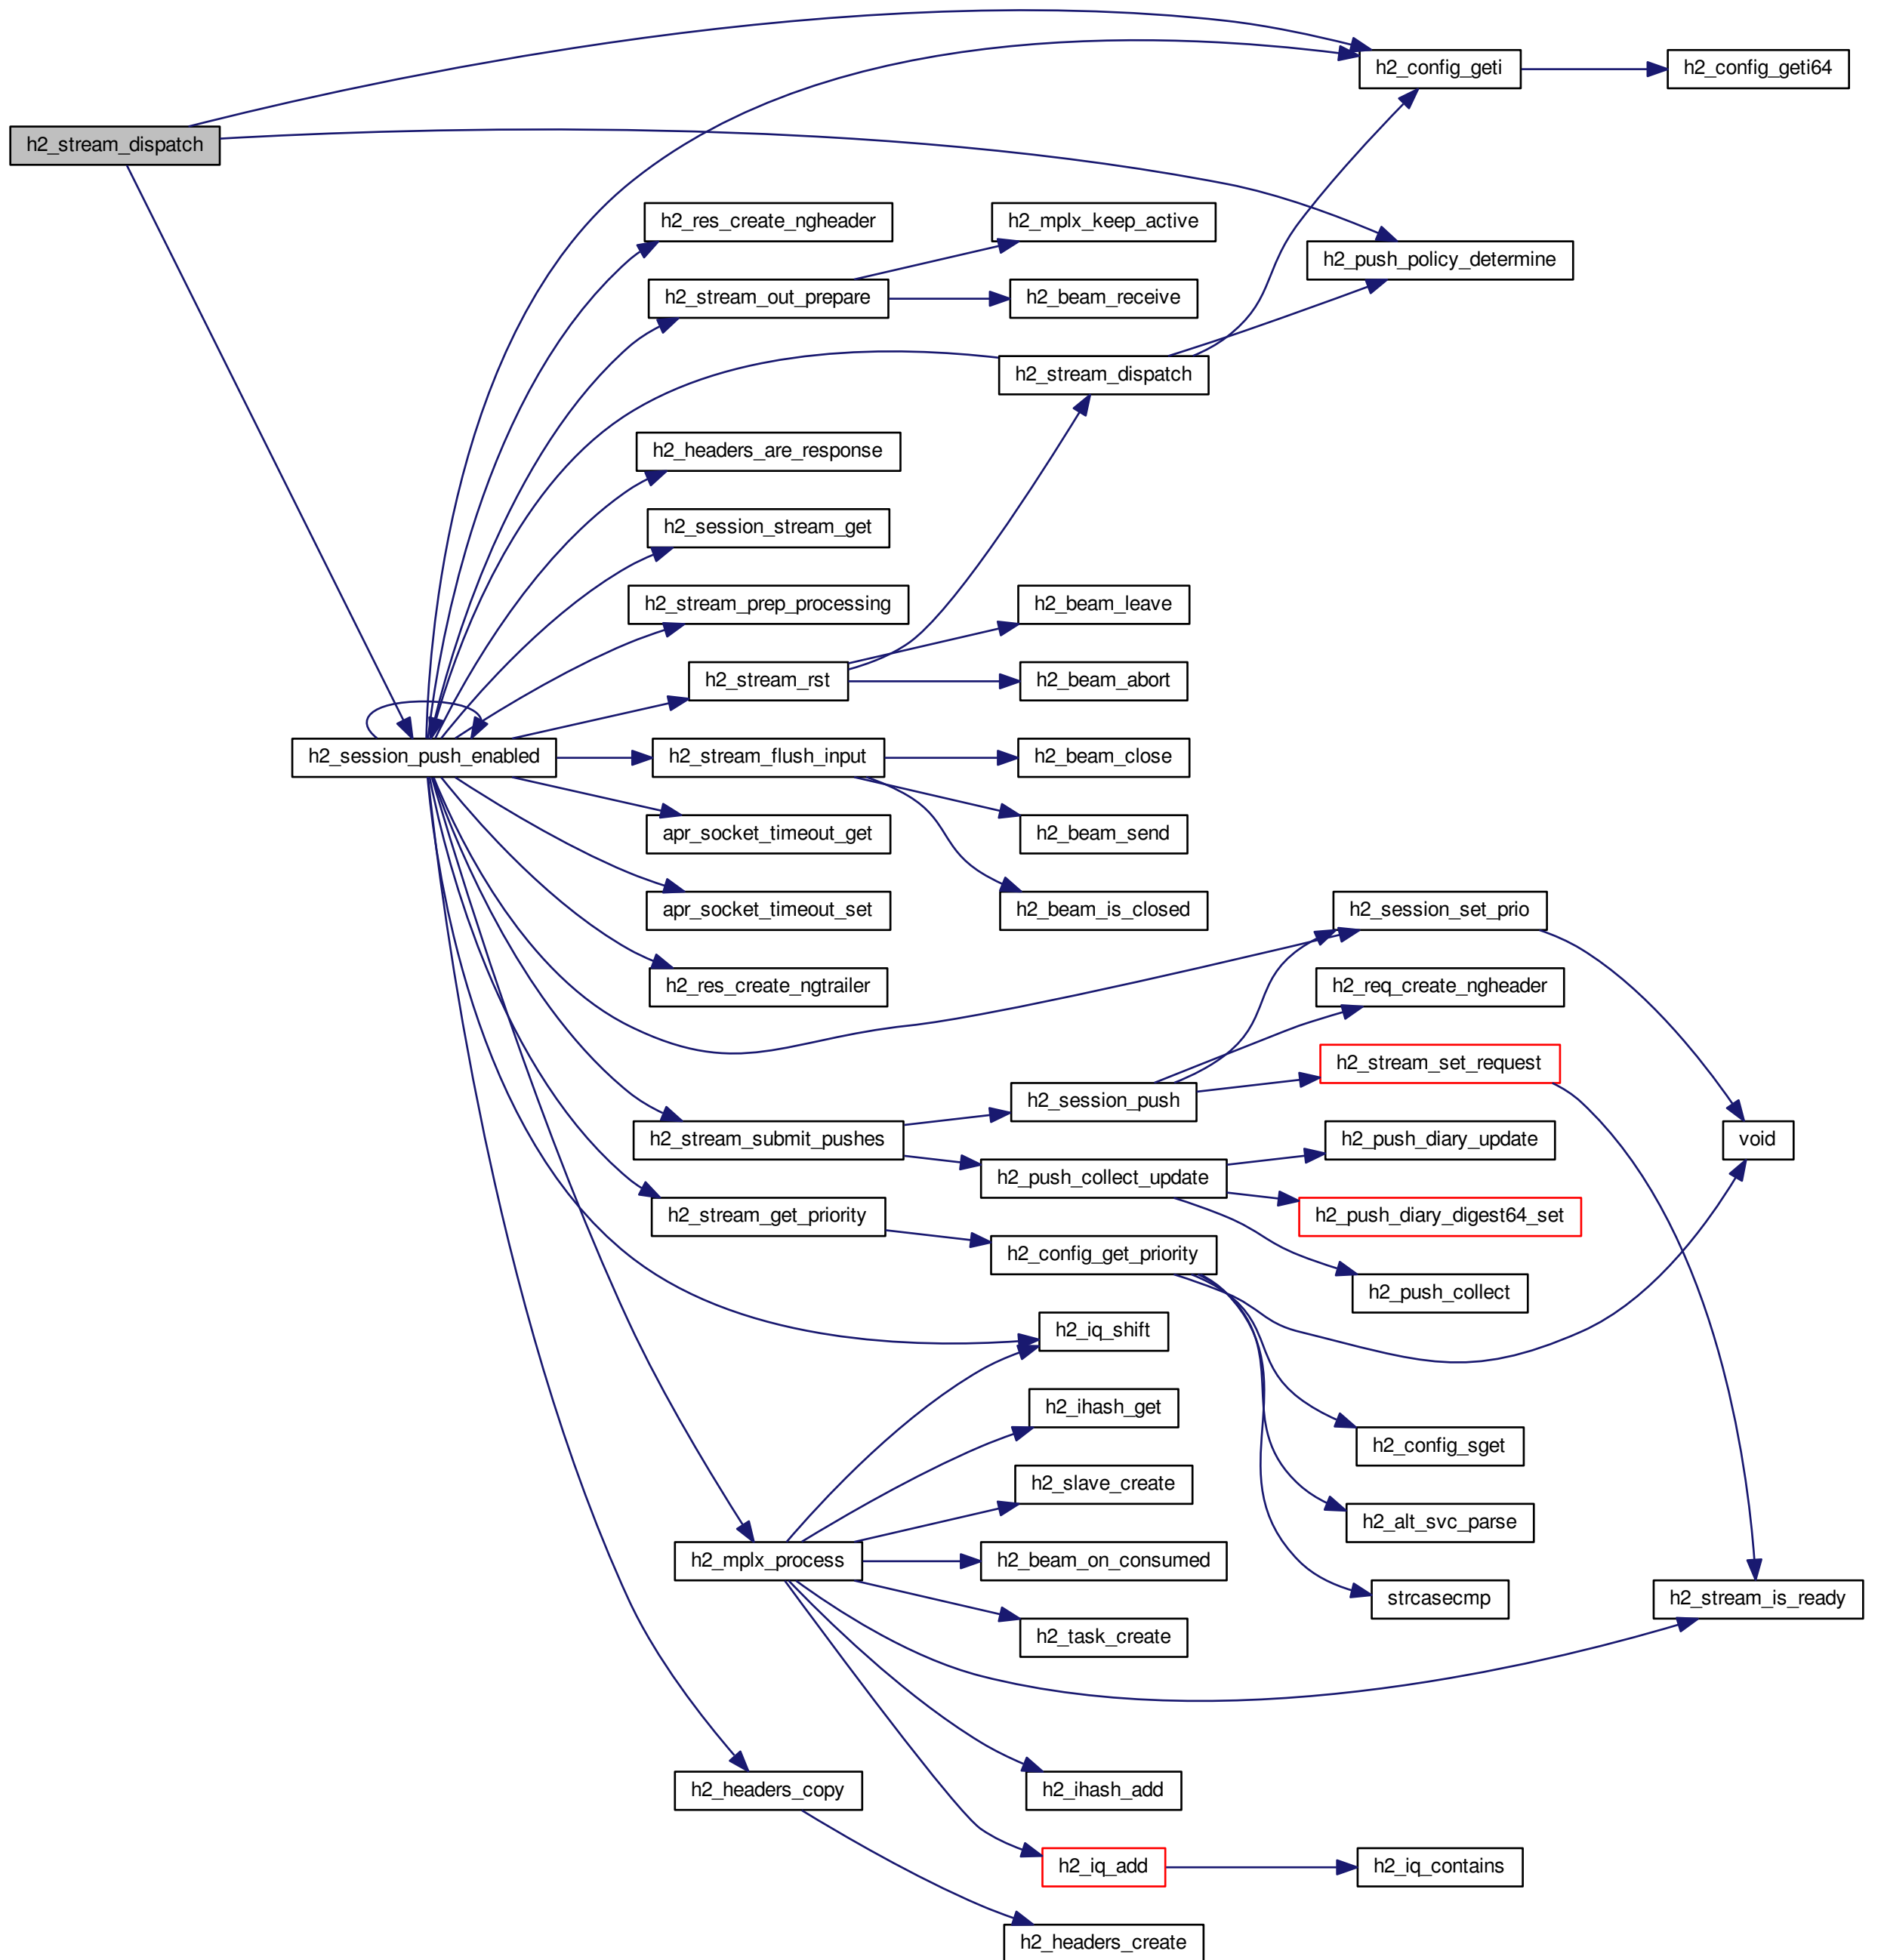 h2_config_geti
h2_config_geti64
h2_stream_dispatch
h2_res_create_ngheader
h2_mplx_keep_active
h2_push_policy_determine
h2_stream_out_prepare
h2_beam_receive
h2_stream_dispatch
h2_headers_are_response
h2_session_stream_get
h2_stream_prep_processing
h2_beam_leave
h2_stream_rst
h2_beam_abort
h2_session_push_enabled
h2_stream_flush_input
h2_beam_close
apr_socket_timeout_get
h2_beam_send
apr_socket_timeout_set
h2_beam_is_closed
h2_session_set_prio
h2_res_create_ngtrailer
h2_req_create_ngheader
h2_stream_set_request
h2_session_push
h2_stream_submit_pushes
h2_push_diary_update
void
h2_push_collect_update
h2_stream_get_priority
h2_push_diary_digest64_set
h2_config_get_priority
h2_push_collect
h2_iq_shift
h2_ihash_get
h2_config_sget
h2_slave_create
h2_alt_svc_parse
h2_mplx_process
h2_beam_on_consumed
strcasecmp
h2_stream_is_ready
h2_task_create
h2_headers_copy
h2_ihash_add
h2_iq_add
h2_iq_contains
h2_headers_create